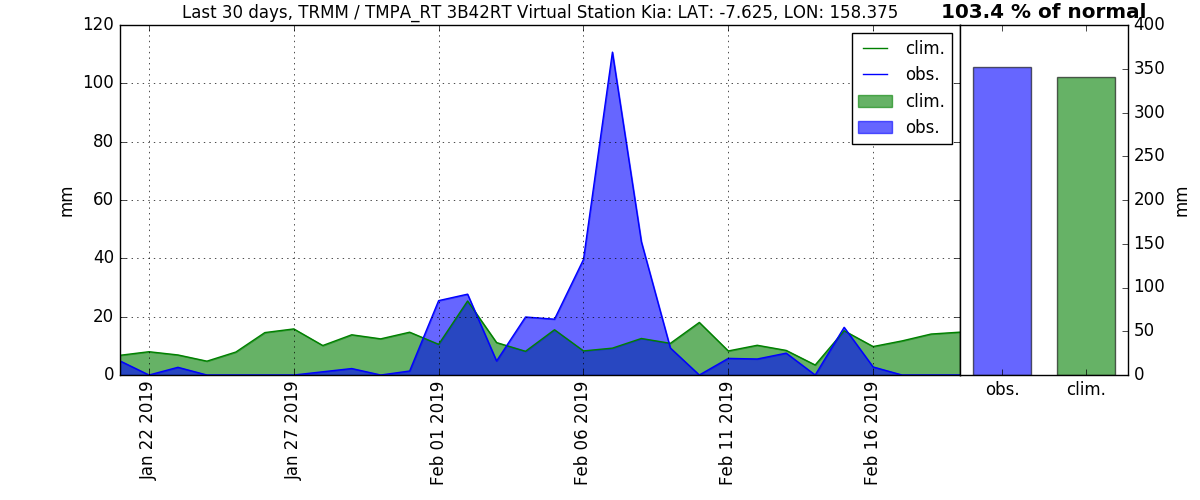 Last 30 days, TRMM / TMPA_RT 3B42RT Virtual Station Kia: LAT: -7.625, LON: 158.375
103.4 % of normal
120
100
80
60
40
20
0
mm
clim.
obs.
clim.
obs.
400
350
300
250
200
150
100
50
0
mm
obs.
clim.
Jan 22 2019
Jan 27 2019
Feb 01 2019
Feb 06 2019
Feb 11 2019
Feb 16 2019